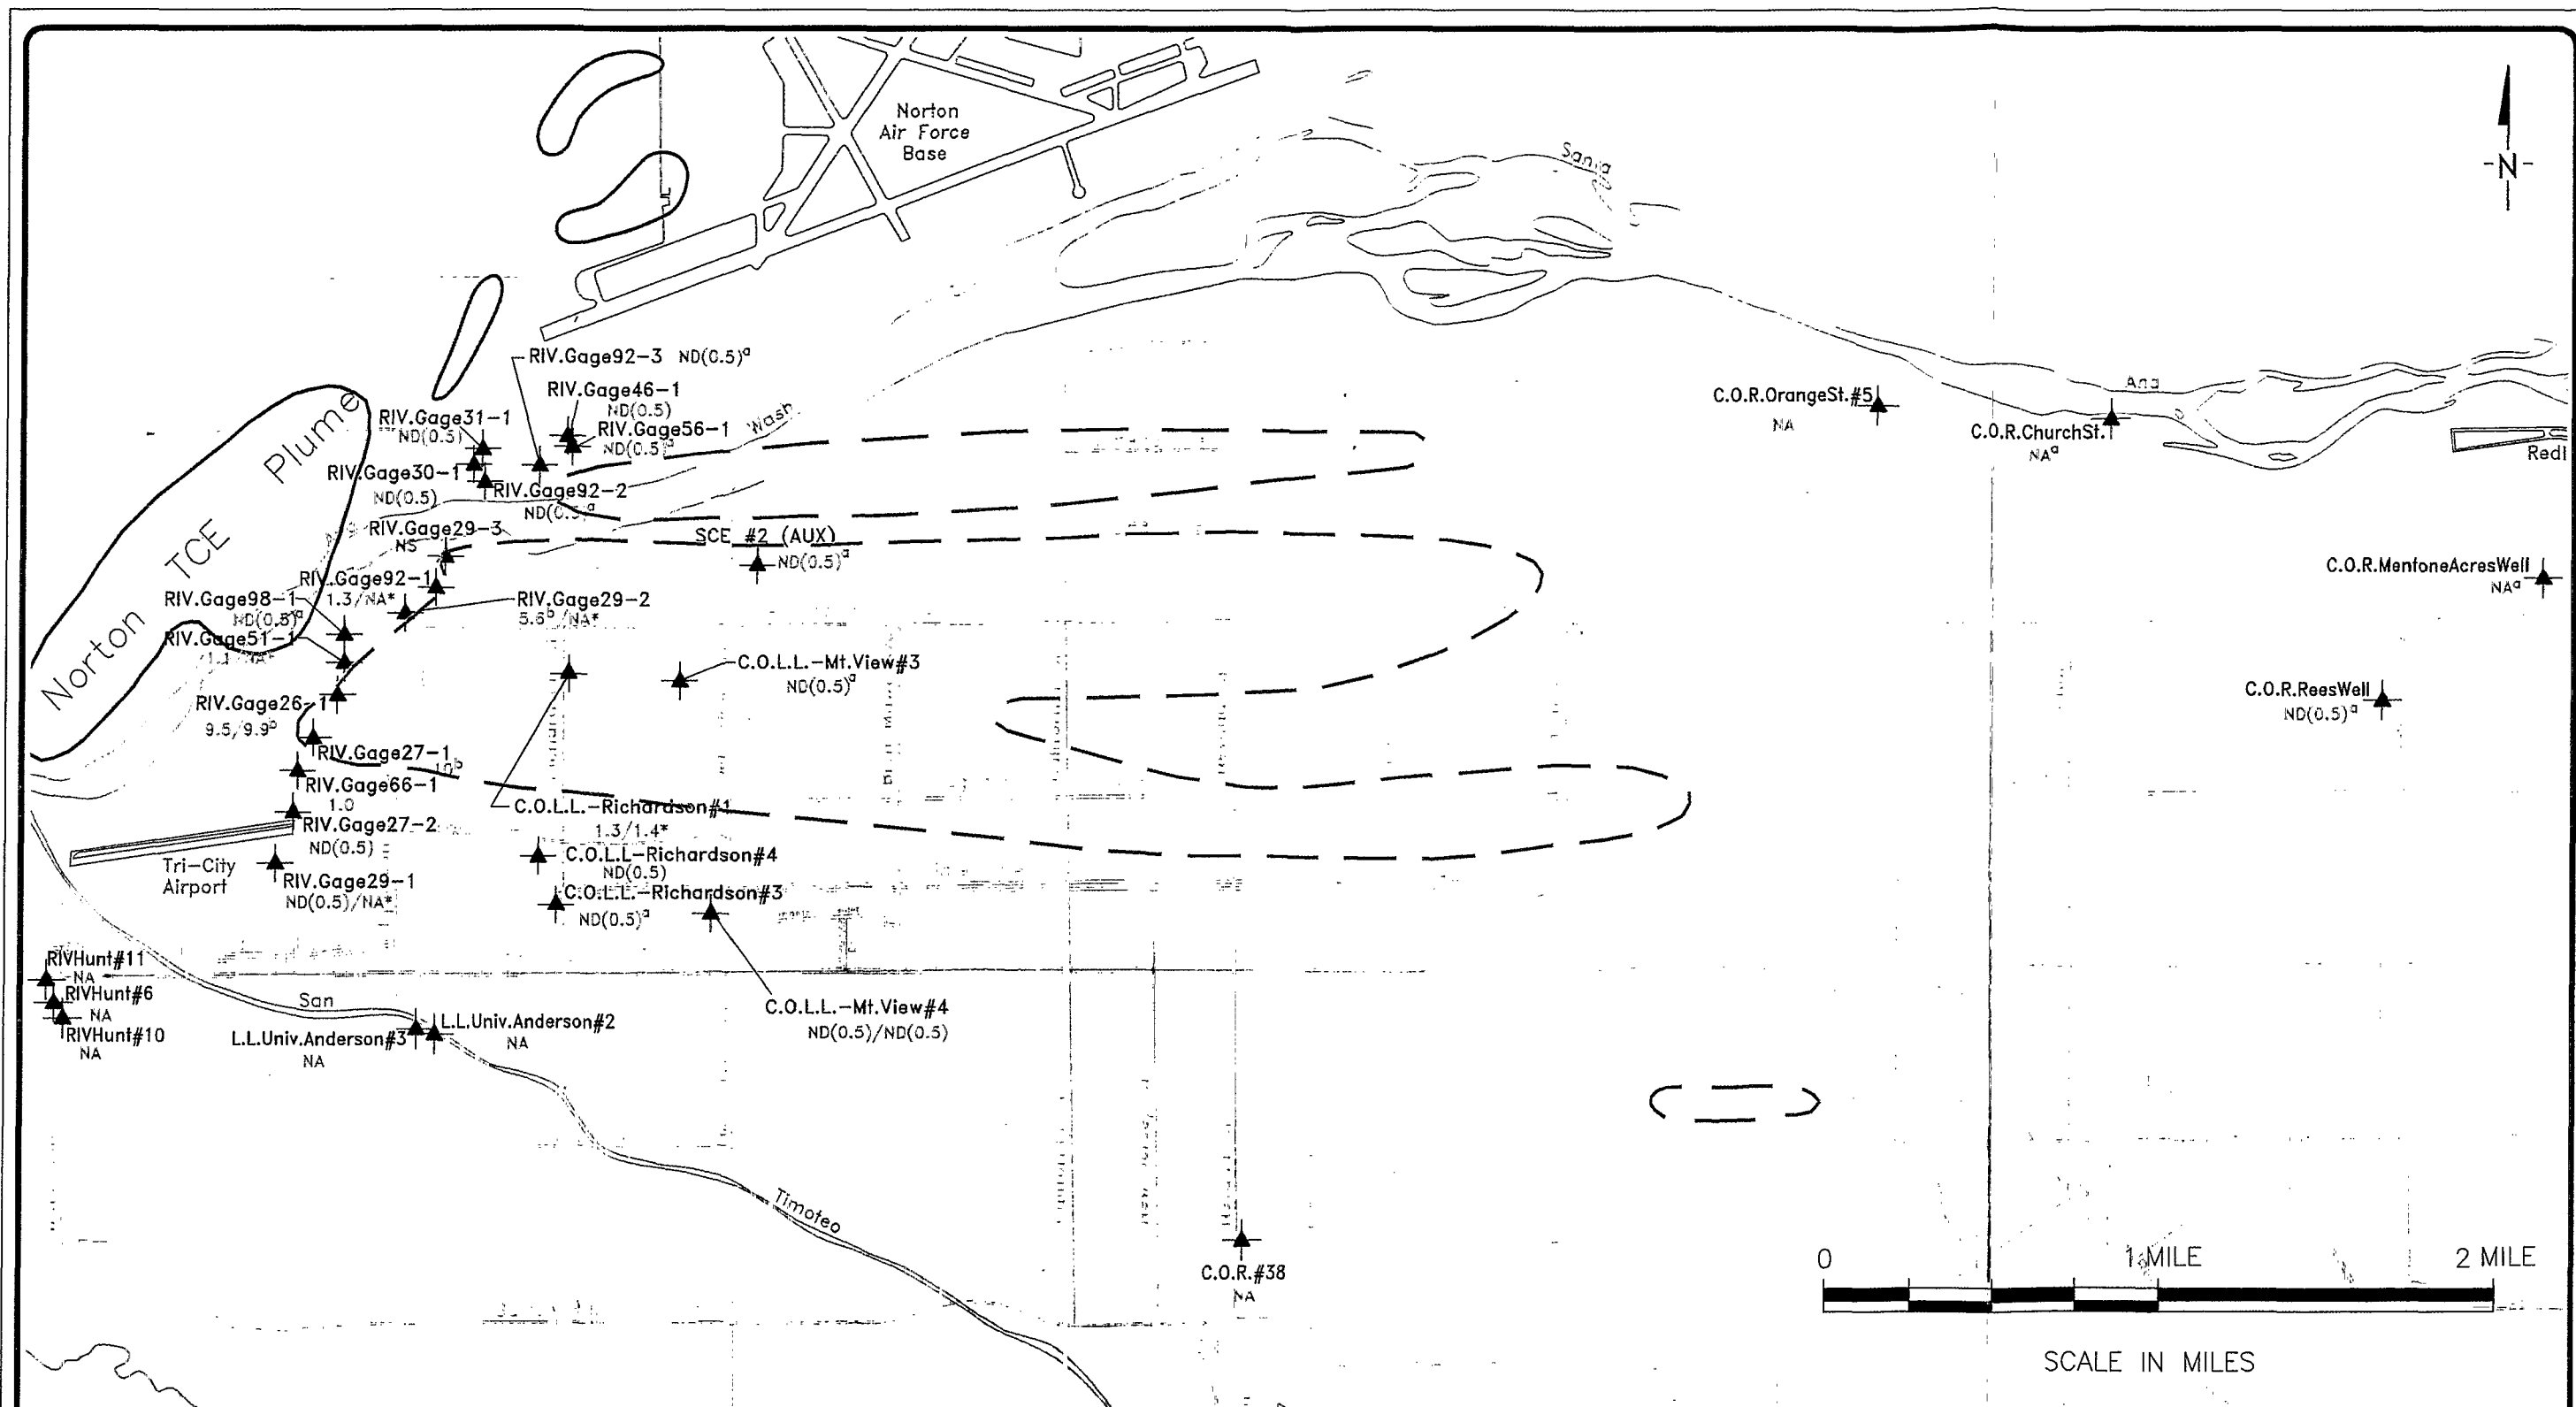 Norton
Air Force
Base
-N-
Santa
RIV.Gage92-3 ND(0.5)ª
RIV.Gage46-1
ND(0.5)
RIV.Gage56-1
ND(0.5)ª
Wash
RIV.Gage31-1
ND(0.5)
RIV.Gage30-1
ND(0.5)
RIV.Gage92-2
ND(0.5)ª
C.O.R.OrangeSt.#5
NA
Ana
C.O.R.ChurchSt.
NAª
Redl
Norton TCE Plume
RIV.Gage29-3
NS
SCE #2 (AUX)
ND(0.5)ª
RIV.Gage92-1
1.3/NA*
RIV.Gage29-2
5.6ᵇ/NA*
RIV.Gage98-1
ND(0.5)ª
RIV.Gage51-1
1.1/NA*
C.O.R.MentoneAcresWell
NAª
C.O.L.L.-Mt.View#3
ND(0.5)ª
C.O.R.ReesWell
ND(0.5)ª
RIV.Gage26-1
9.5/9.9ᵇ
RIV.Gage27-1
10ᵇ
RIV.Gage66-1
1.0
RIV.Gage27-2
ND(0.5)
C.O.L.L.-Richardson#1
1.3/1.4*
C.O.L.L-Richardson#4
ND(0.5)
C.O.L.L.-Richardson#3
ND(0.5)ª
Tri-City
Airport
RIV.Gage29-1
ND(0.5)/NA*
RIVHunt#11
NA
RIVHunt#6
NA
RIVHunt#10
NA
San
L.L.Univ.Anderson#3
NA
L.L.Univ.Anderson#2
NA
C.O.L.L.-Mt.View#4
ND(0.5)/ND(0.5)
Timoteo
C.O.R.#38
NA
0 1 MILE 2 MILE
SCALE IN MILES